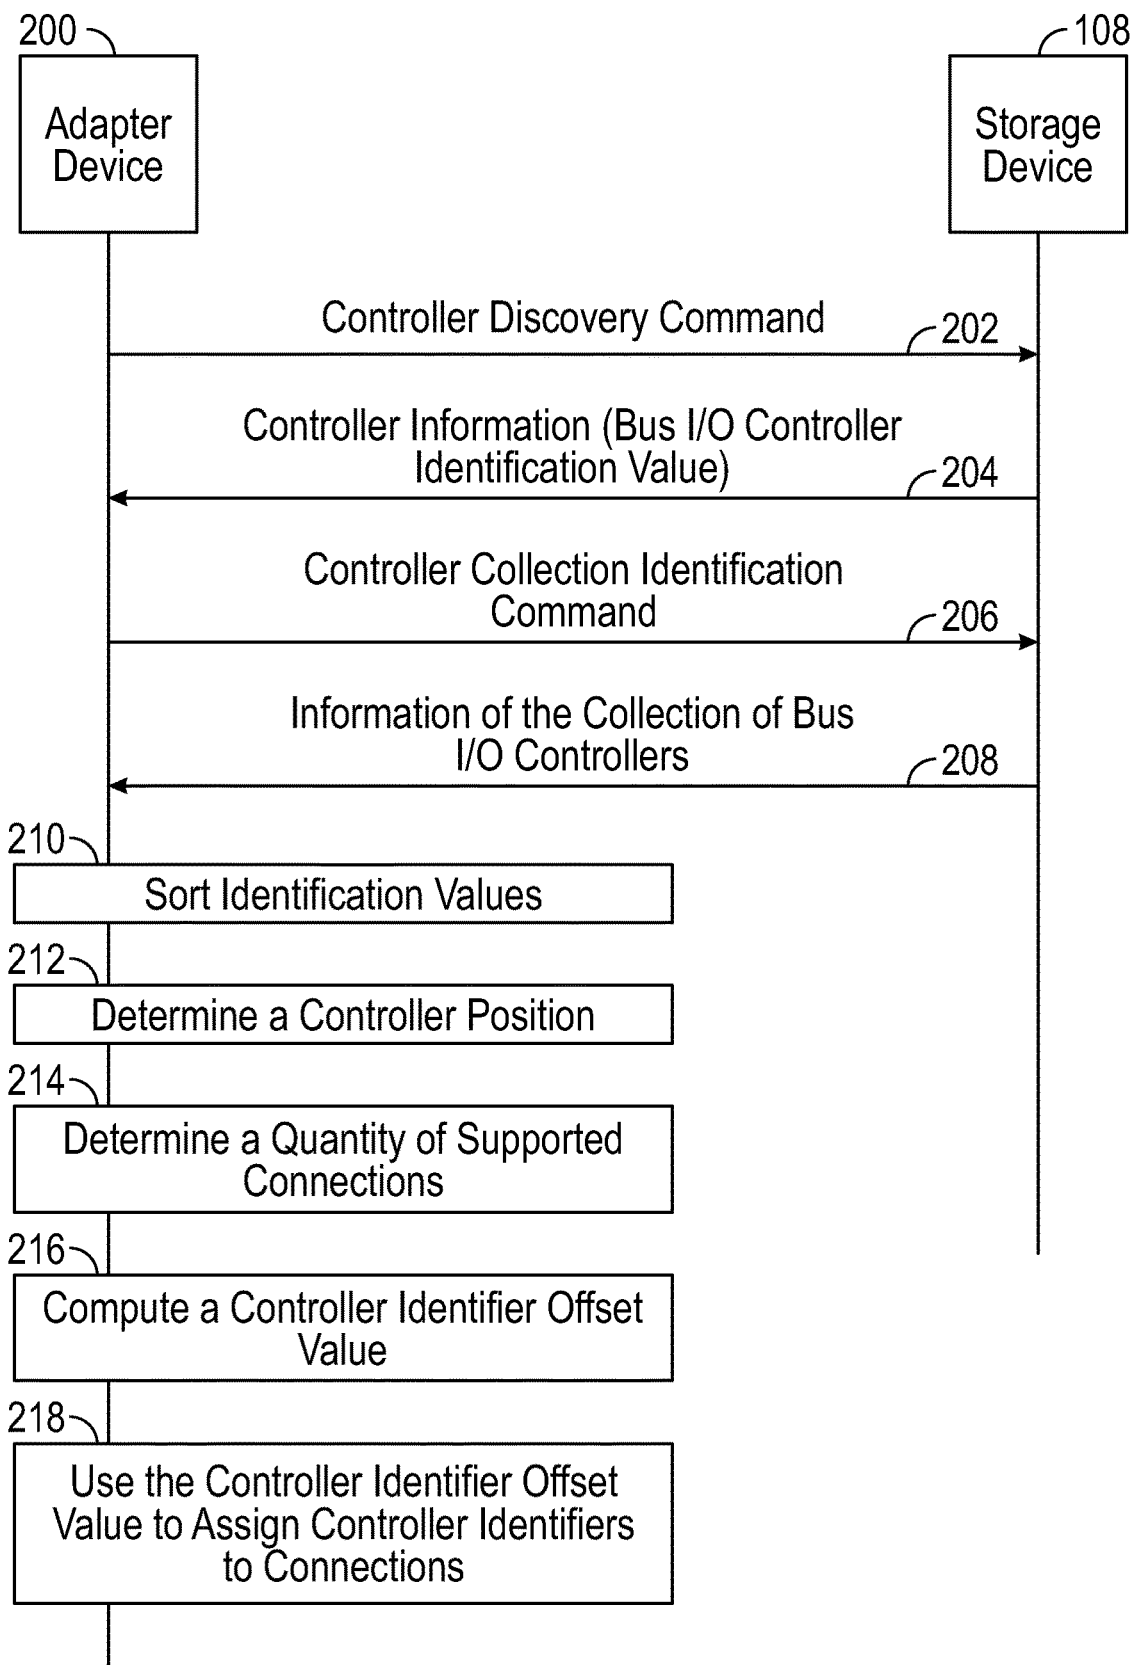 200
108
Adapter
Device
Storage
Device
Controller Discovery Command
202
Controller Information (Bus I/O Controller
Identification Value)
204
Controller Collection Identification
Command
206
Information of the Collection of Bus
I/O Controllers
208
210
Sort Identification Values
212
Determine a Controller Position
214
Determine a Quantity of Supported
Connections
216
Compute a Controller Identifier Offset
Value
218
Use the Controller Identifier Offset
Value to Assign Controller Identifiers
to Connections